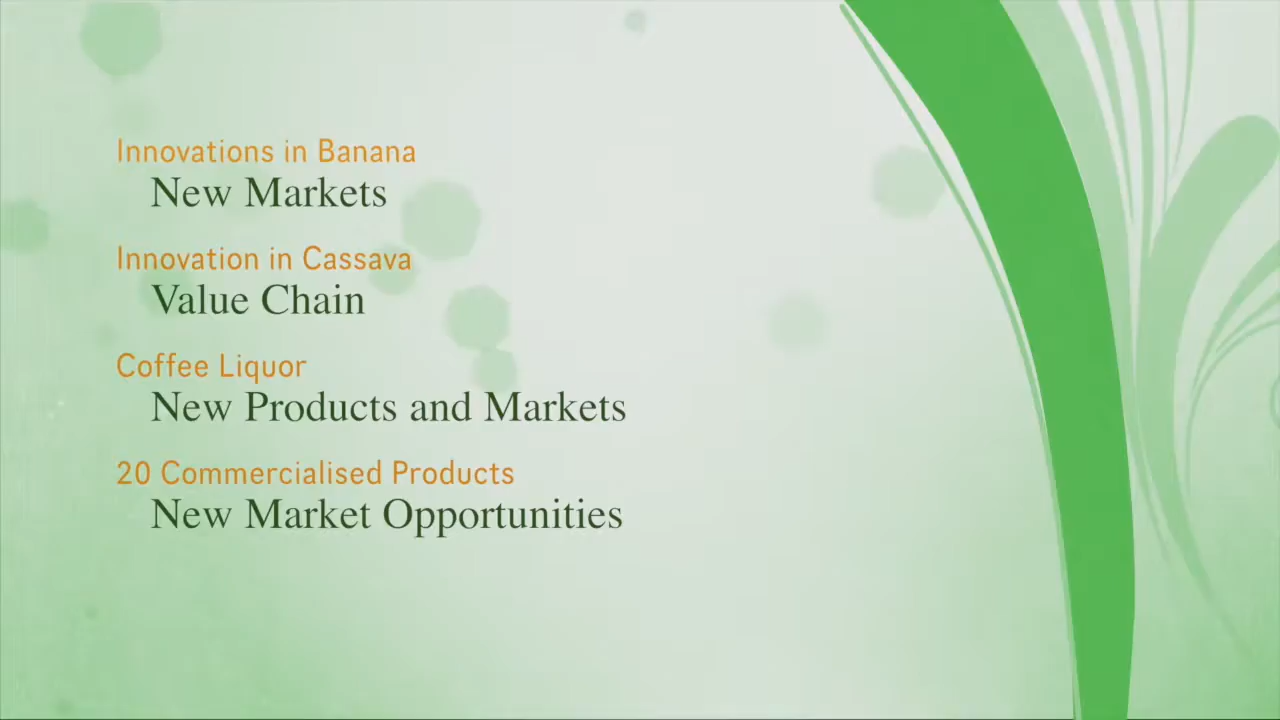 Innovations in Banana
New Markets
Innovation in Cassava
Value Chain
Coffee Liquor
New Products and Markets
20 Commercialised Products
New Market Opportunities